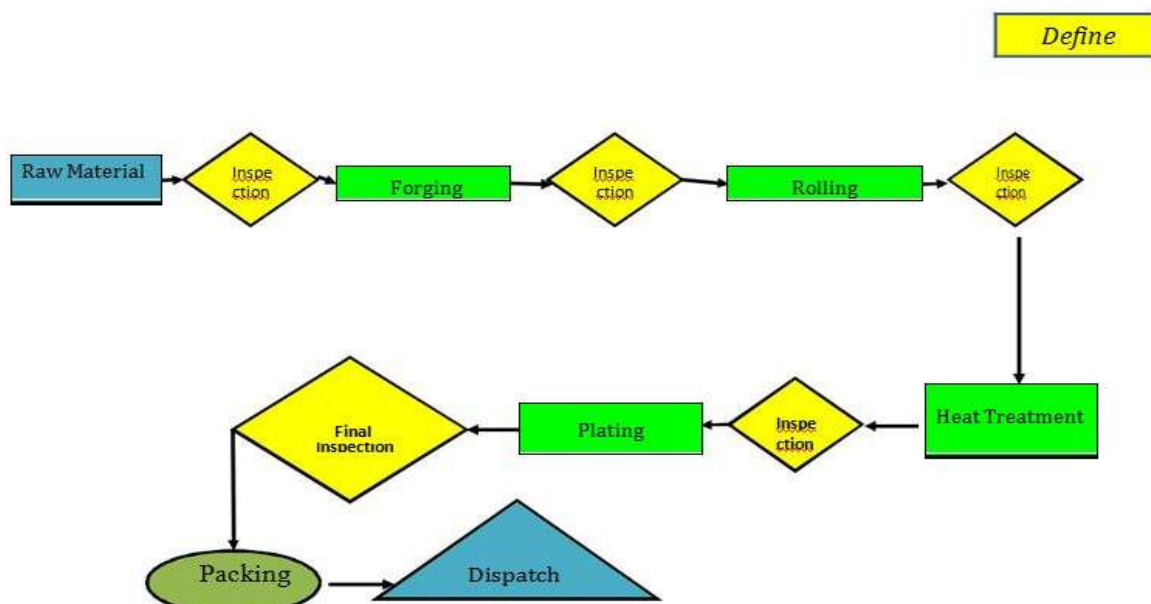 Define
Raw Material
Inspe
ction
Forging
Inspe
ction
Rolling
Inspe
ction
Heat Treatment
Inspe
ction
Plating
Final
Inspection
Packing
Dispatch